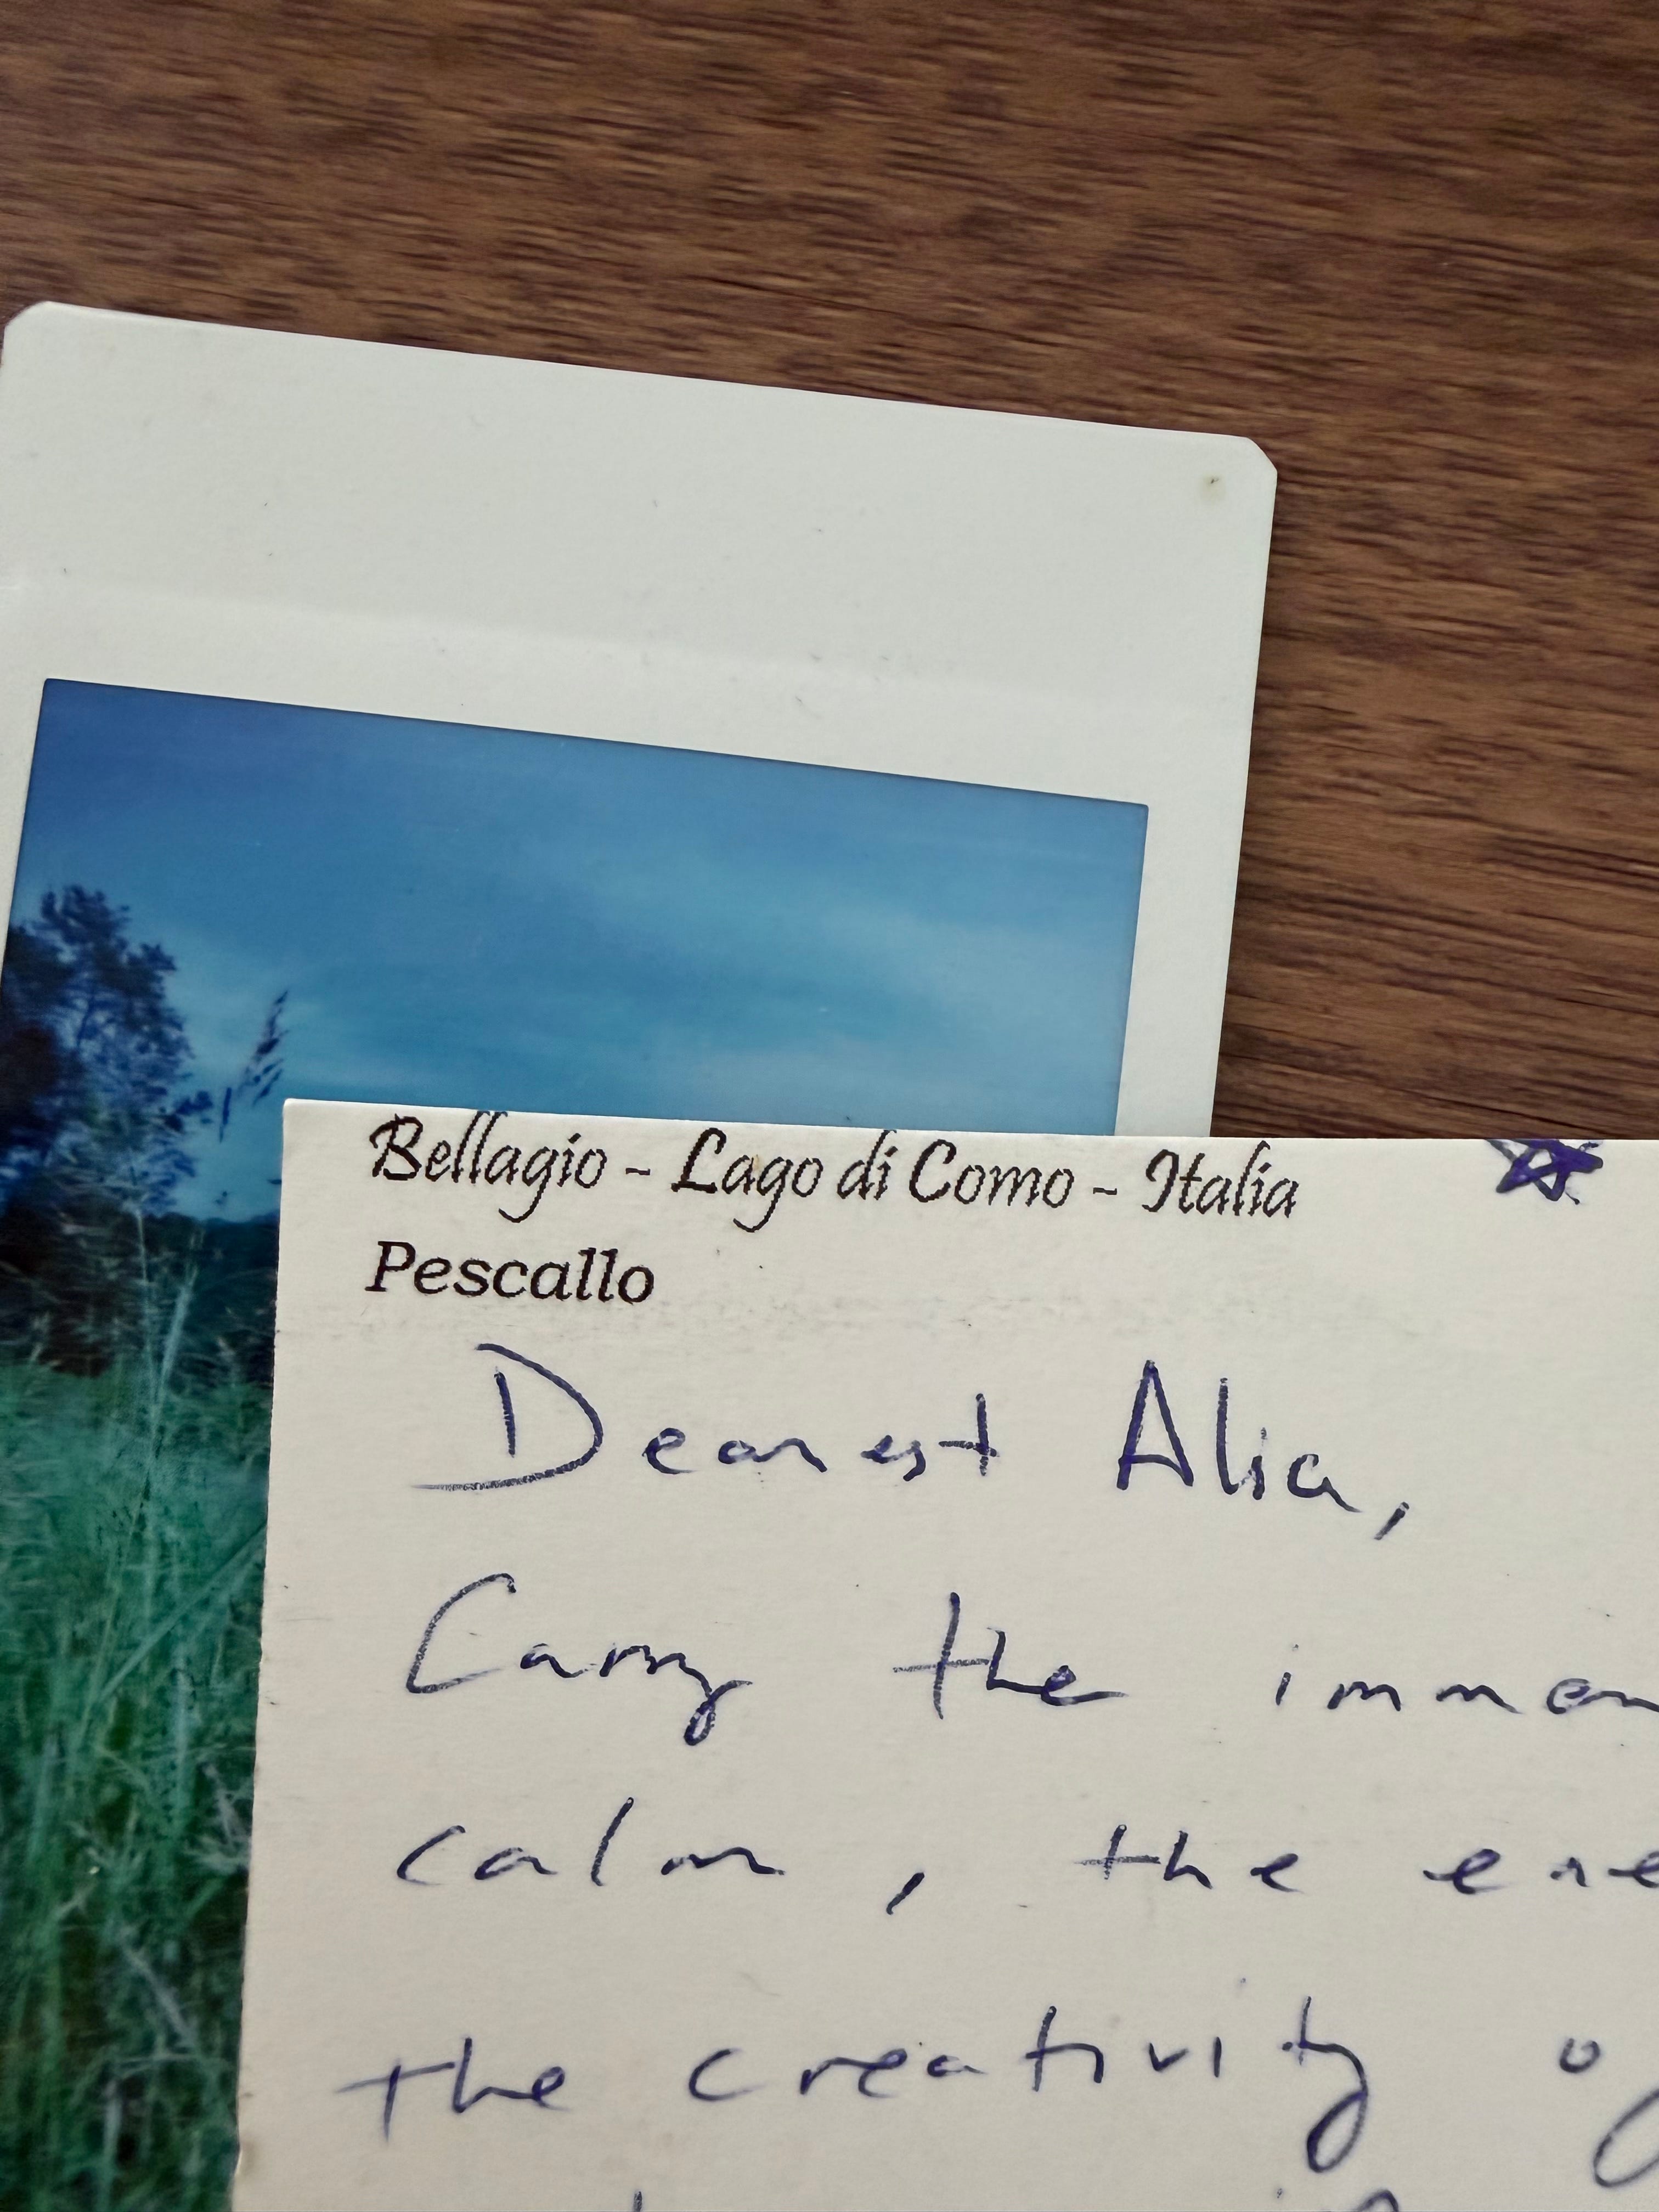 Bellagio - Lago di Como - Italia
Pescallo
Dearest Alia,
Carry the
calm, the
the creativity